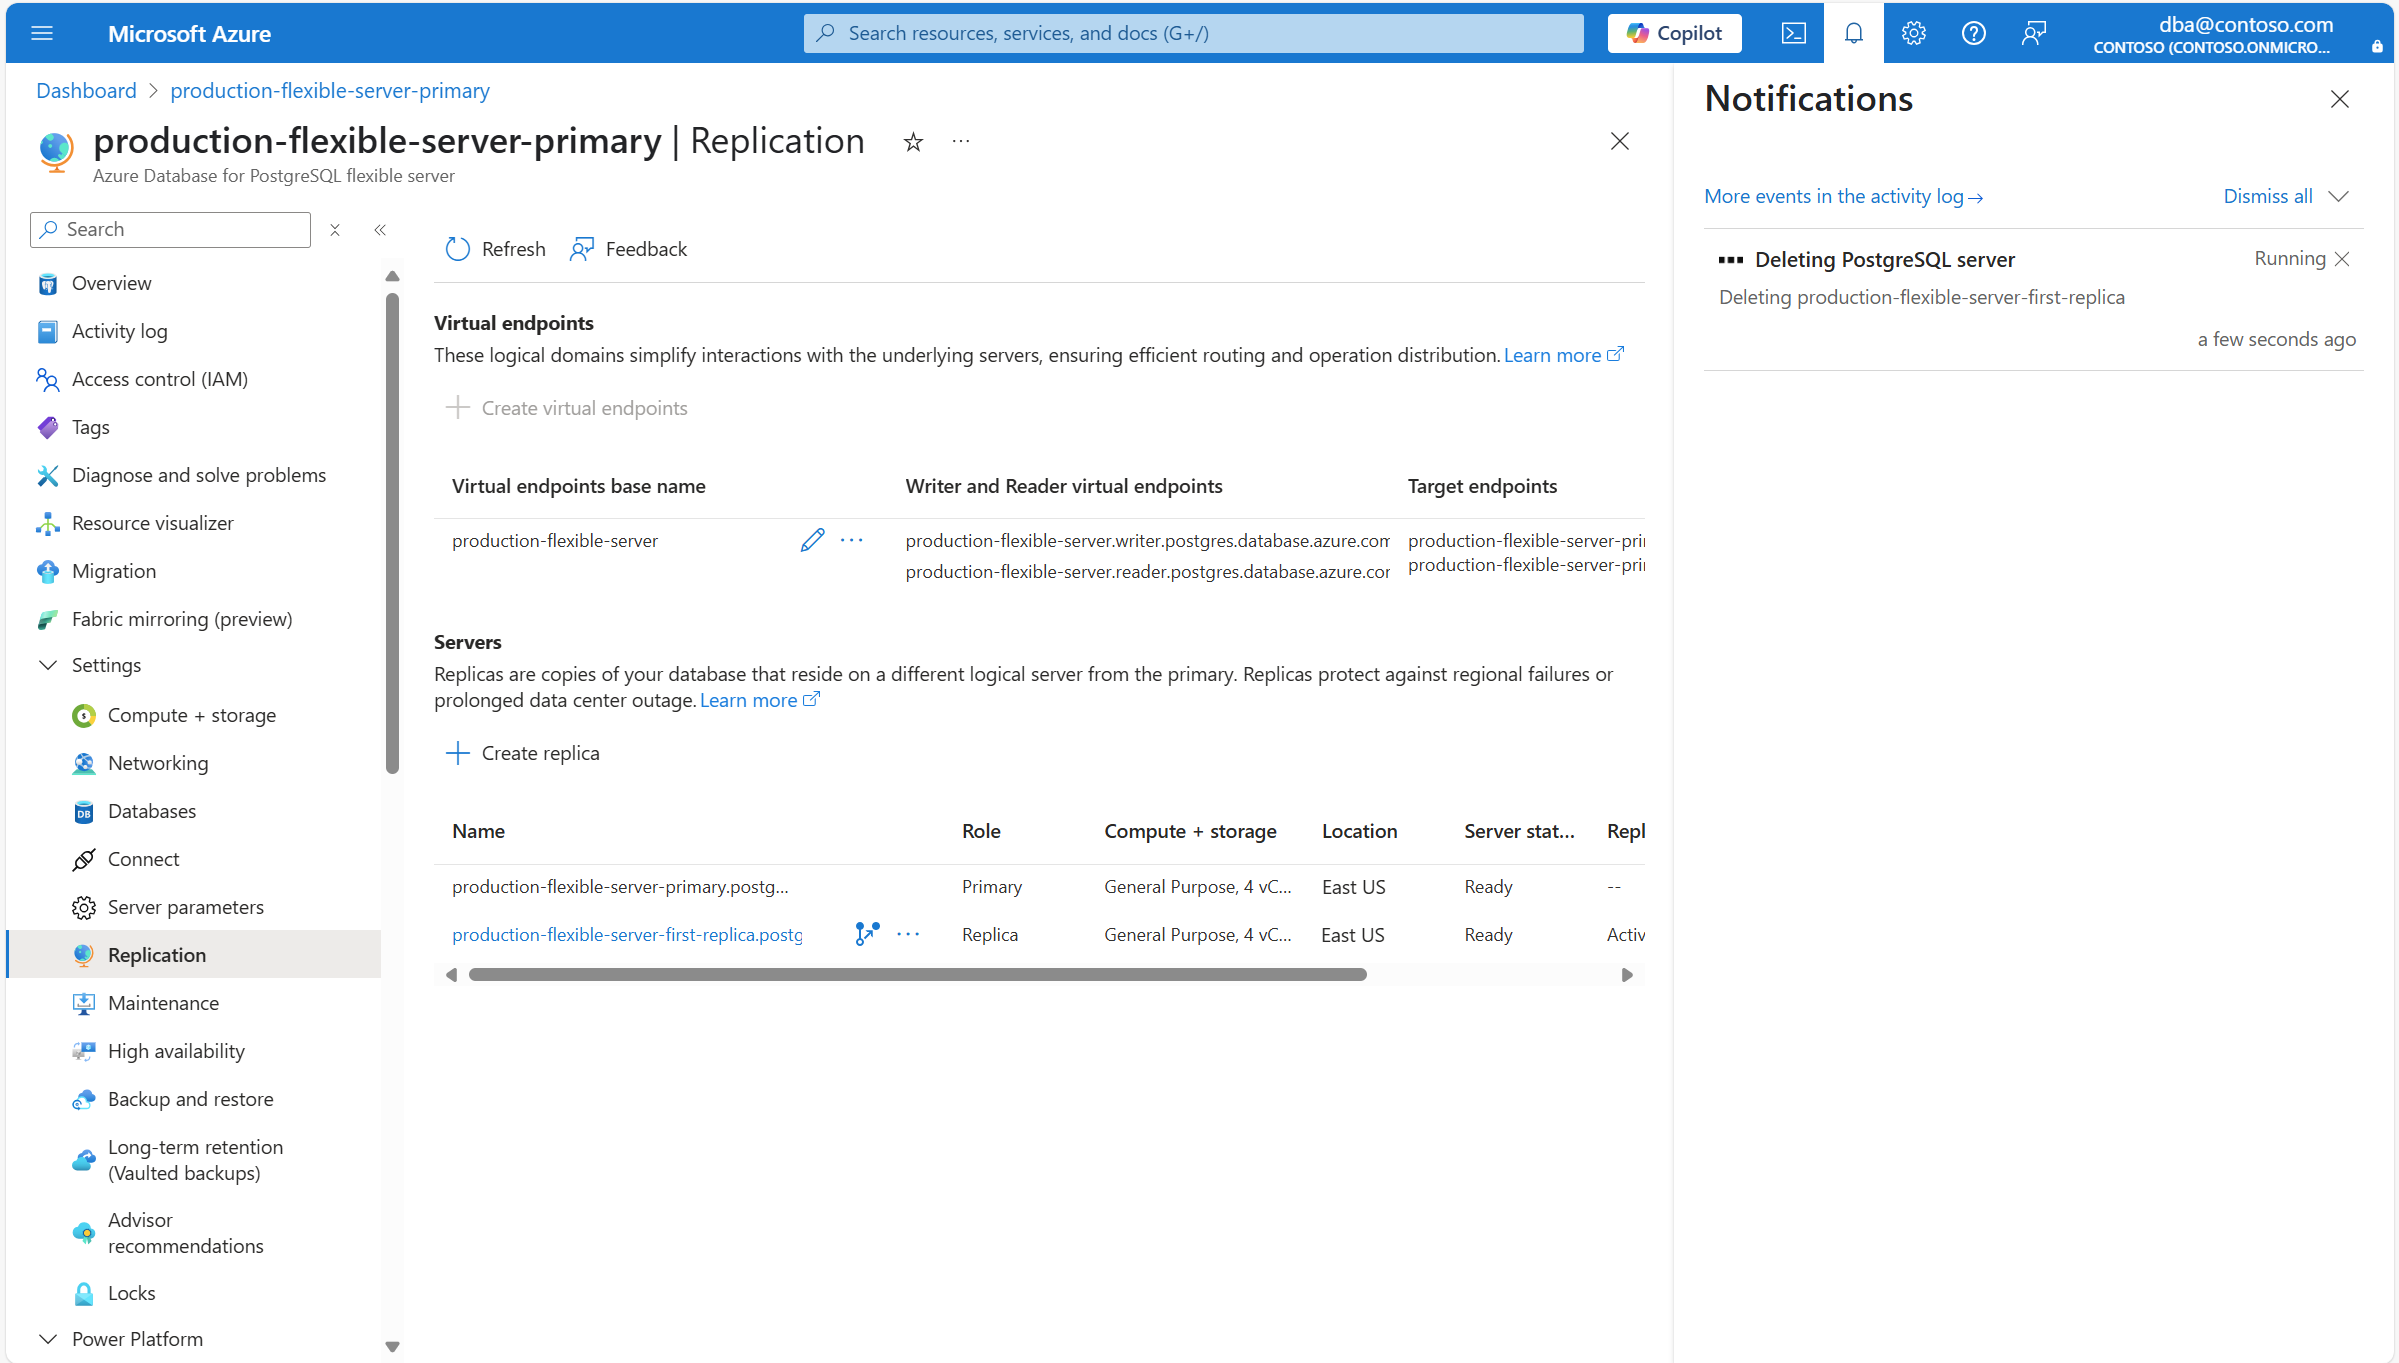 Microsoft Azure
Search resources, services, and docs (G+/)
Copilot
dba@contoso.com
CONTOSO (CONTOSO.ONMICRO...
Dashboard > production-flexible-server-primary
production-flexible-server-primary | Replication
Azure Database for PostgreSQL flexible server
Search
Overview
Activity log
Access control (IAM)
Tags
Diagnose and solve problems
Resource visualizer
Migration
Fabric mirroring (preview)
Settings
Compute + storage
Networking
Databases
Connect
Server parameters
Replication
Maintenance
High availability
Backup and restore
Long-term retention
(Vaulted backups)
Advisor
recommendations
Locks
Power Platform
Refresh
Feedback
Virtual endpoints
These logical domains simplify interactions with the underlying servers, ensuring efficient routing and operation distribution. Learn more
Create virtual endpoints
Virtual endpoints base name
Writer and Reader virtual endpoints
Target endpoints
production-flexible-server
production-flexible-server.writer.postgres.database.azure.com
production-flexible-server.reader.postgres.database.azure.cor
production-flexible-server-pri
production-flexible-server-pri
Servers
Replicas are copies of your database that reside on a different logical server from the primary. Replicas protect against regional failures or
prolonged data center outage. Learn more
Create replica
Name Role Compute + storage Location Server stat... Repl
production-flexible-server-primary.postg... Primary General Purpose, 4 vC... East US Ready --
production-flexible-server-first-replica.postg Replica General Purpose, 4 vC... East US Ready Activ
Notifications
More events in the activity log→
Dismiss all
Deleting PostgreSQL server
Running
Deleting production-flexible-server-first-replica
a few seconds ago